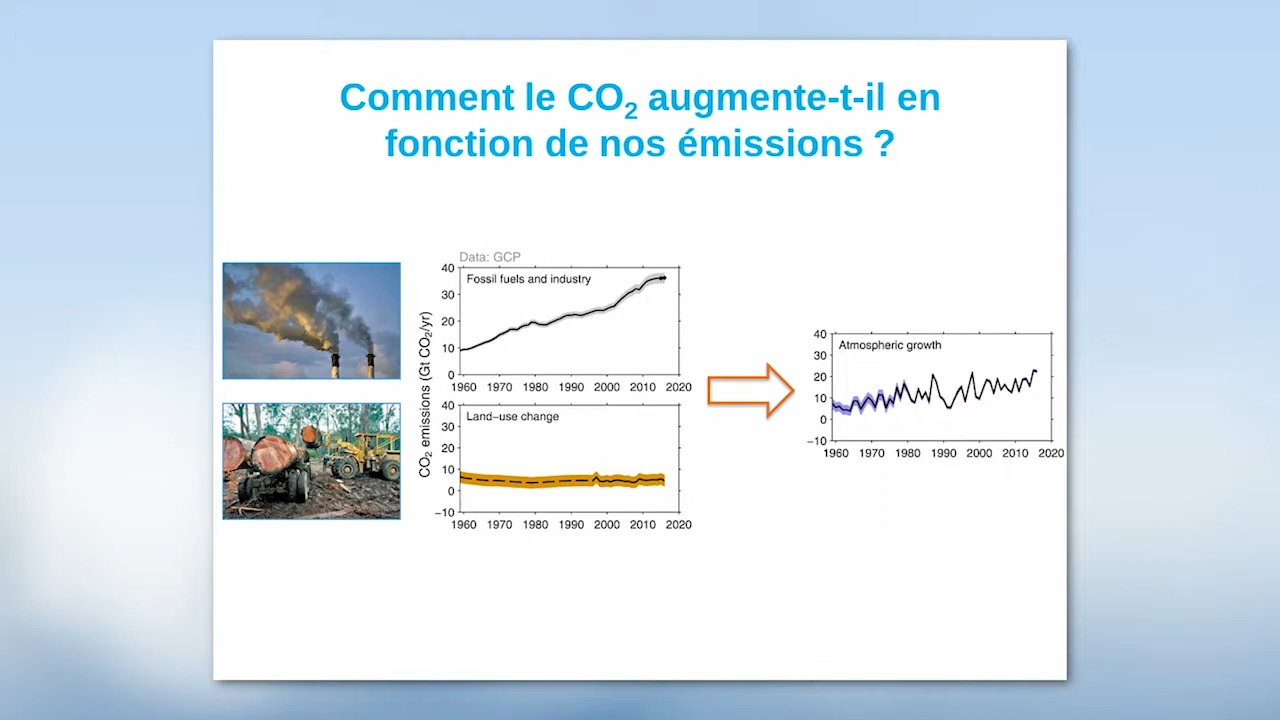 Comment le CO2 augmente-t-il en
fonction de nos émissions ?
Data: GCP
CO2 emissions (Gt CO2/yr)
Fossil fuels and industry
40
30
20
10
0
1960 1970 1980 1990 2000 2010 2020
Land-use change
40
30
20
10
0
-10
1960 1970 1980 1990 2000 2010 2020
Atmospheric growth
40
30
20
10
0
-10
1960 1970 1980 1990 2000 2010 2020